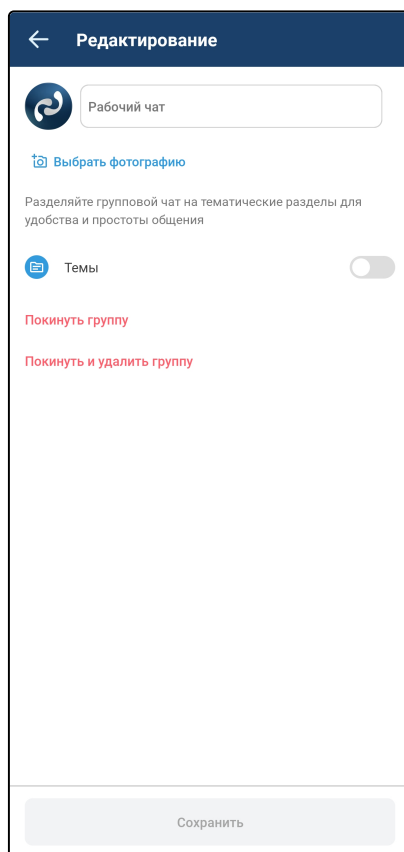 Редактирование
Рабочий чат
Выбрать фотографию
Разделяйте групповой чат на тематические разделы для
удобства и простоты общения
Темы
Покинуть группу
Покинуть и удалить группу
Сохранить